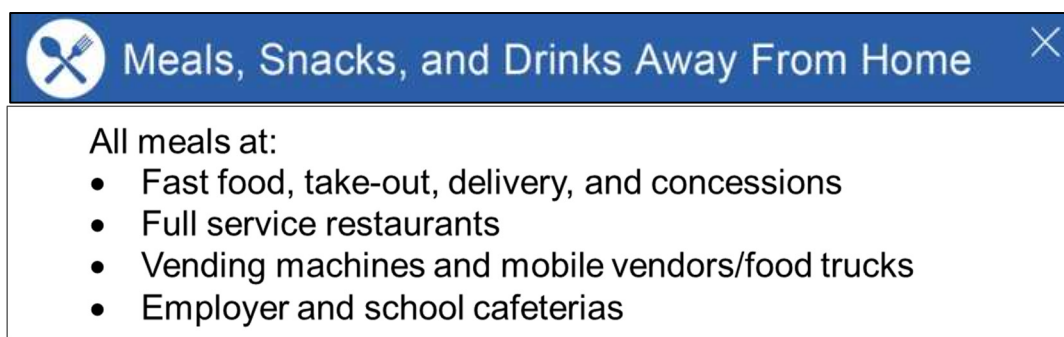 Meals, Snacks, and Drinks Away From Home
All meals at:
• Fast food, take-out, delivery, and concessions
• Full service restaurants
• Vending machines and mobile vendors/food trucks
• Employer and school cafeterias